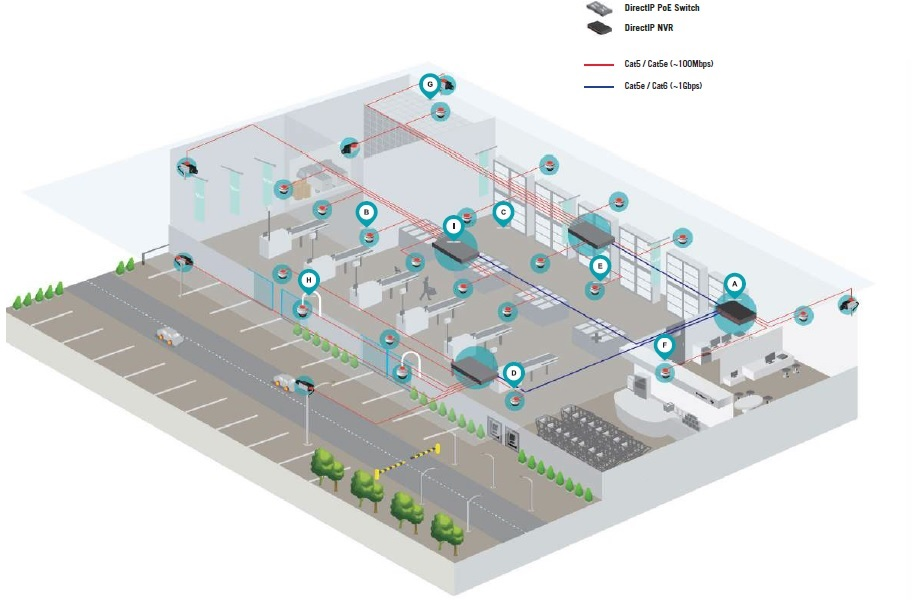 DirectIP PoE Switch
DirectIP NVR
Cat5 / Cat5e (~100Mbps)
Cat5e / Cat6 (~1Gbps)
G
B
I
C
H
E
A
F
D